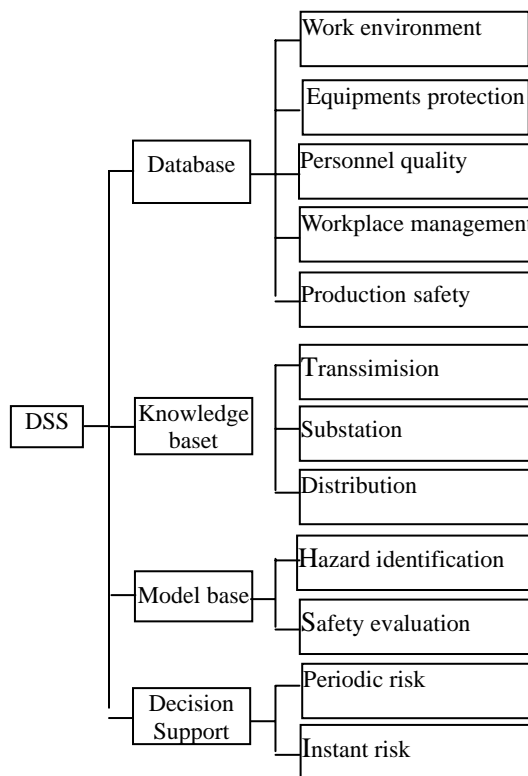 DSS
Database
Work environment
Equipments protection
Personnel quality
Workplace management
Production safety
Knowledge
baset
Transsimision
Substation
Distribution
Model base
Hazard identification
Safety evaluation
Decision
Support
Periodic risk
Instant risk